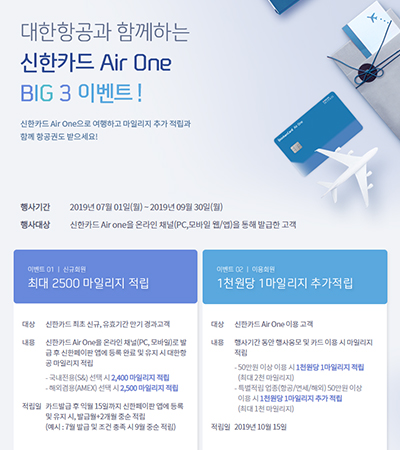 대한항공과 함께하는
신한카드 Air One
BIG 3 이벤트!
신한카드 Air One으로 여행하고 마일리지 추가 적립과
함께 항공권도 받으세요!
행사기간 2019년 07월 01일(월) ~ 2019년 09월 30일(월)
행사대상 신한카드 Air one을 온라인 채널(PC,모바일 웹/앱)을 통해 발급한 고객
이벤트 01 | 신규회원
최대 2500 마일리지 적립
대상 신한카드 최초 신규, 유효기간 만기 경과고객
내용 신한카드 Air One을 온라인 채널(PC, 모바일)로 발
급 후 신한페이판 앱에 등록 완료 및 유지 시 대한항
공 마일리지 적립
- 국내전용(S&) 선택 시 2,400 마일리지 적립
- 해외겸용(AMEX) 선택 시 2,500 마일리지 적립
적립일 카드발급 후 익월 15일까지 신한페이판 앱에 등록
및 유지 시, 발급월+2개월 중순 적립
(예시 : 7월 발급 및 조건 충족 시 9월 중순 적립)
이벤트 02 | 이용회원
1천원당 1마일리지 추가적립
대상 신한카드 Air One 이용 고객
내용 행사기간 동안 행사응모 및 카드 이용 시 마일리지
적립
- 50만원 이상 이용 시 1천원당 1마일리지 적립
(최대 2천 마일리지)
- 특별적립 업종(항공/면세/해외) 50만원 이상
이용 시 1천원당 1마일리지 추가 적립
(최대 1천 마일리지)
적립일 2019년 10월 15일